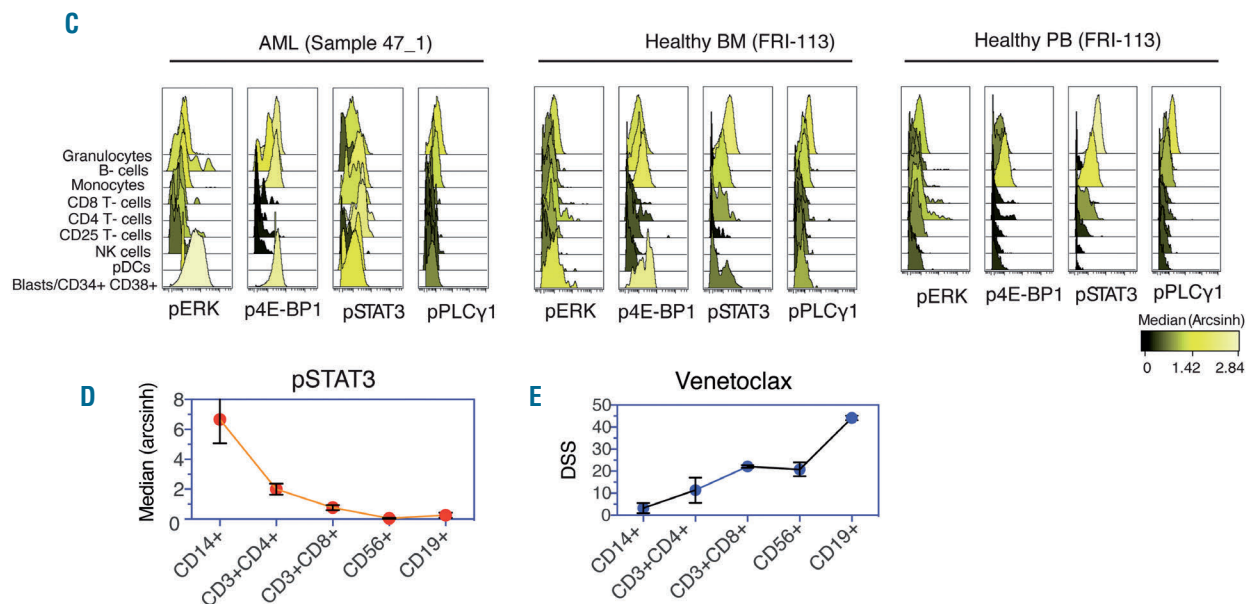 C
AML (Sample 47_1)
Healthy BM (FRI-113)
Healthy PB (FRI-113)
Granulocytes
B- cells
Monocytes
CD8 T- cells
CD4 T- cells
CD25 T- cells
NK cells
pDCs
Blasts/CD34+ CD38+
pERK p4E-BP1 pSTAT3 pPLCγ1
pERK p4E-BP1 pSTAT3 pPLCγ1
pERK p4E-BP1 pSTAT3 pPLCγ1
Median (Arcsinh)
0 1.42 2.84
D
pSTAT3
Median (arcsinh)
8
6
4
2
0
CD14+
CD3+CD4+
CD3+CD8+
CD56+
CD19+
E
Venetoclax
DSS
50
40
30
20
10
0
CD14+
CD3+CD4+
CD3+CD8+
CD56+
CD19+